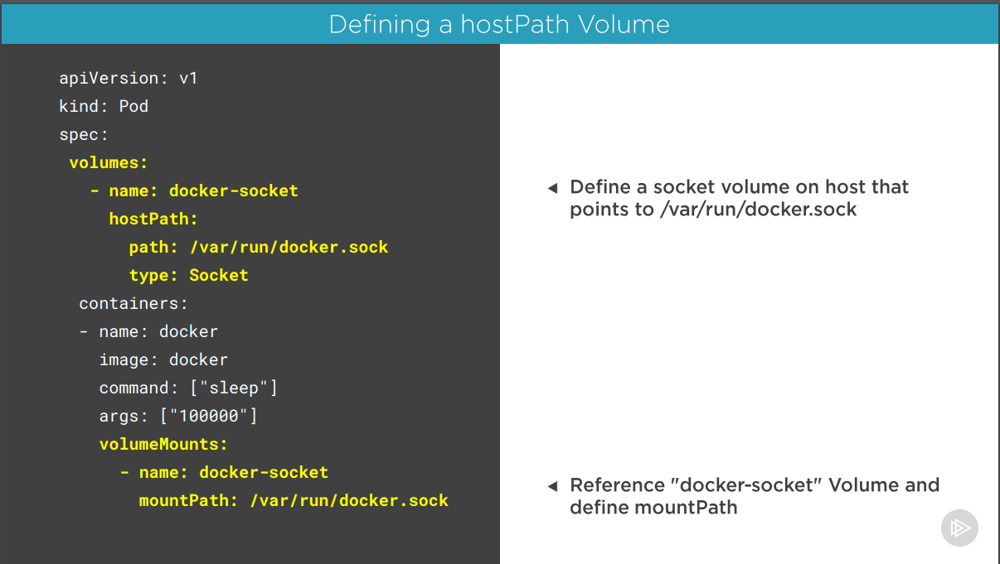 Defining a hostPath Volume
apiVersion: v1
kind: Pod
spec:
 volumes:
   - name: docker-socket
     hostPath:
       path: /var/run/docker.sock
       type: Socket
  containers:
  - name: docker
    image: docker
    command: ["sleep"]
    args: ["100000"]
    volumeMounts:
      - name: docker-socket
        mountPath: /var/run/docker.sock
Define a socket volume on host that
points to /var/run/docker.sock
Reference "docker-socket" Volume and
define mountPath